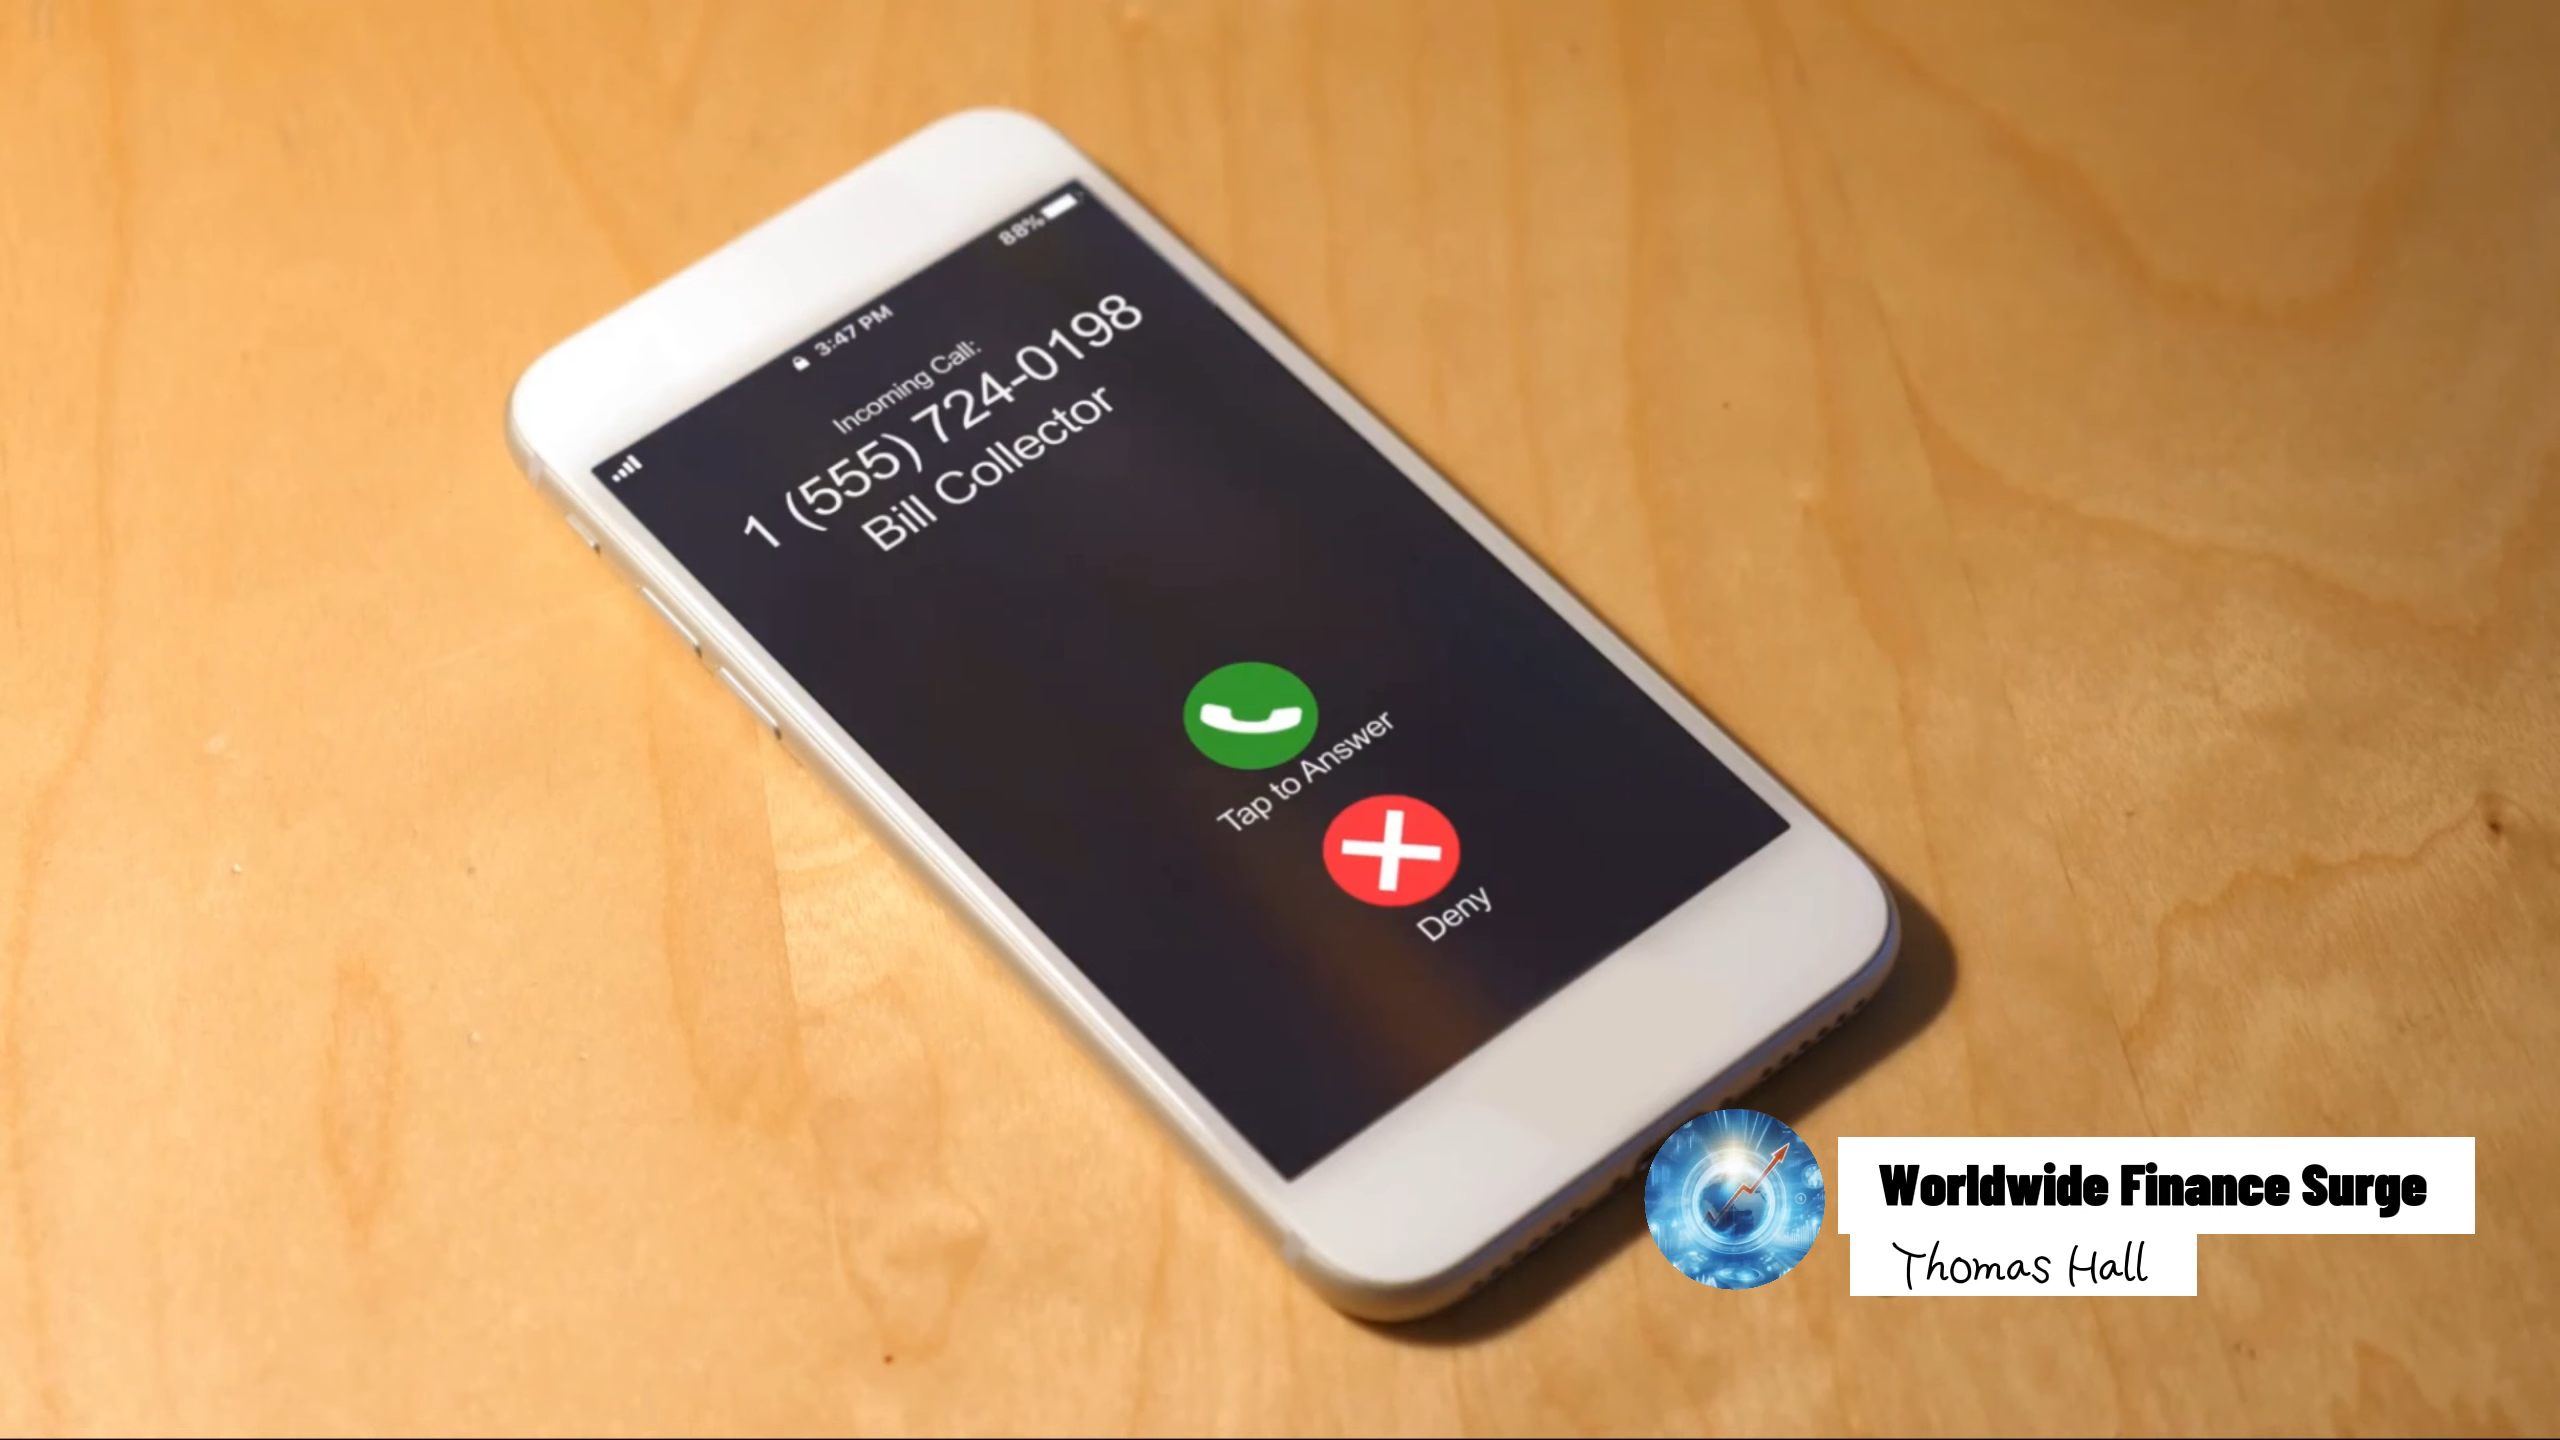 88%
3:47 PM
Incoming Call:
1 (555) 724-0198
Bill Collector
Tap to Answer
Deny
Worldwide Finance Surge
Thomas Hall